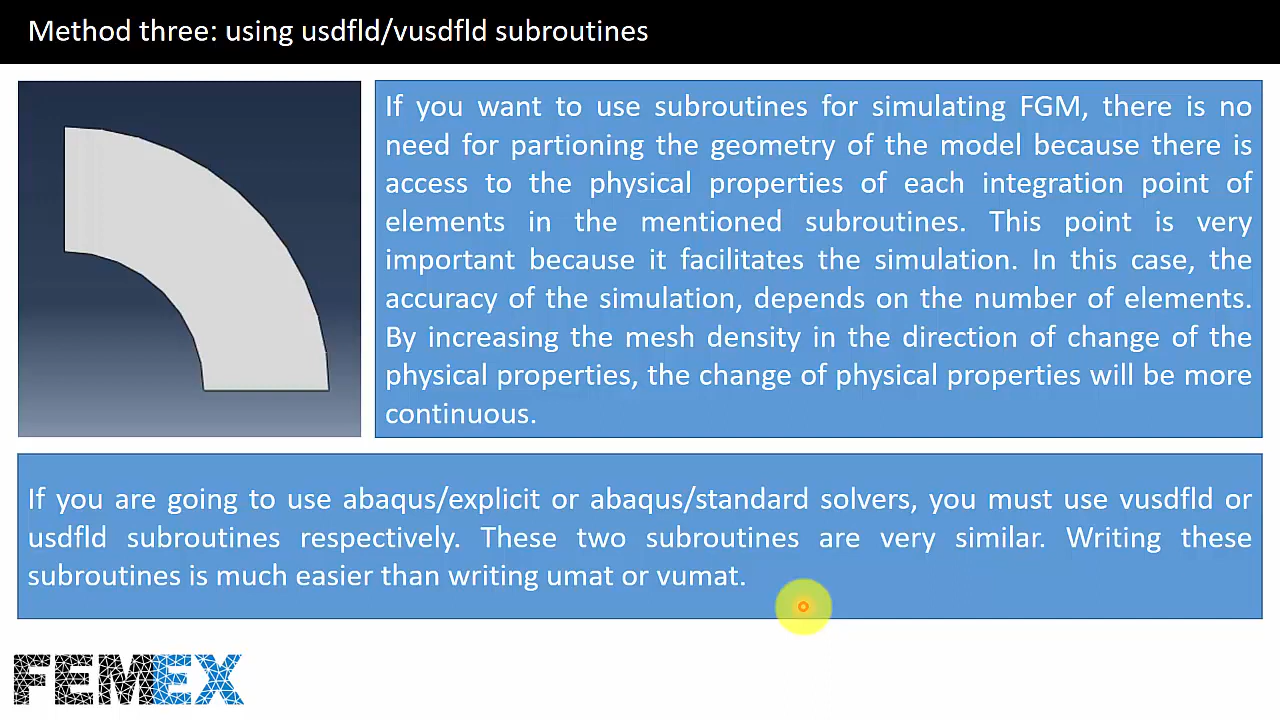 Method three: using usdfld/vusdfld subroutines
If you want to use subroutines for simulating FGM, there is no
need for partioning the geometry of the model because there is
access to the physical properties of each integration point of
elements in the mentioned subroutines. This point is very
important because it facilitates the simulation. In this case, the
accuracy of the simulation, depends on the number of elements.
By increasing the mesh density in the direction of change of the
physical properties, the change of physical properties will be more
continuous.
If you are going to use abaqus/explicit or abaqus/standard solvers, you must use vusdfld or
usdfld subroutines respectively. These two subroutines are very similar. Writing these
subroutines is much easier than writing umat or vumat.
FEMEX